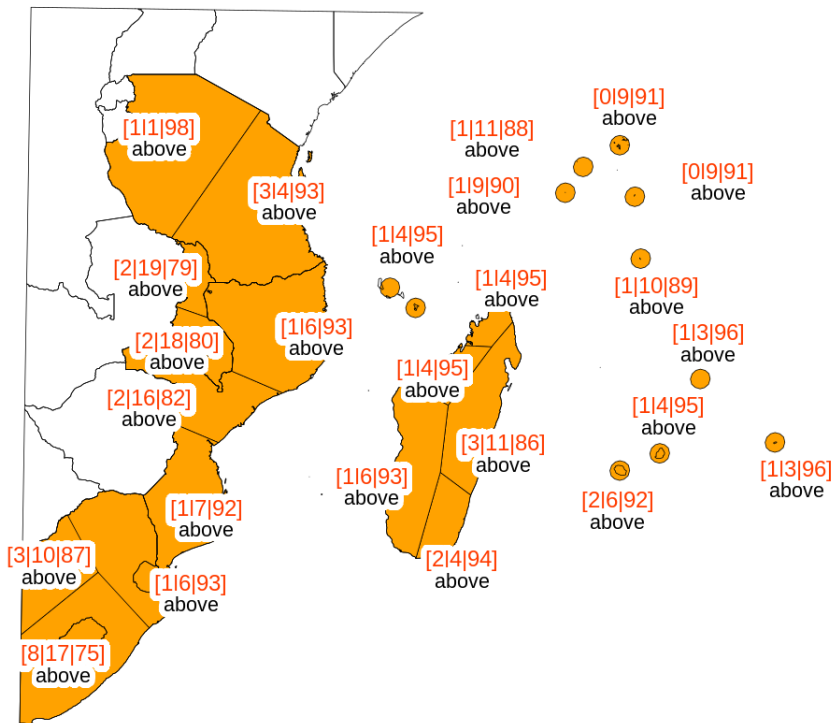 [0|9|91]
above
[1|11|88]
above
[1|1|98]
above
[0|9|91]
above
[1|9|90]
above
[3|4|93]
above
[1|4|95]
above
[2|19|79]
above
[1|4|95]
above
[1|10|89]
above
[1|6|93]
above
[2|18|80]
above
[1|3|96]
above
[1|4|95]
above
[2|16|82]
above
[1|4|95]
above
[3|11|86]
above
[1|6|93]
above
[1|3|96]
above
[2|6|92]
above
[1|7|92]
above
[3|10|87]
above
[2|4|94]
above
[1|6|93]
above
[8|17|75]
above